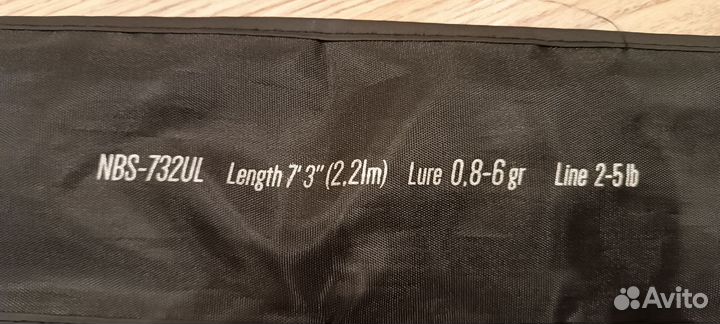 NBS-732UL Length 7' 3" (2,21m) Lure 0,8-6 gr Line 2-5 lb
Avito